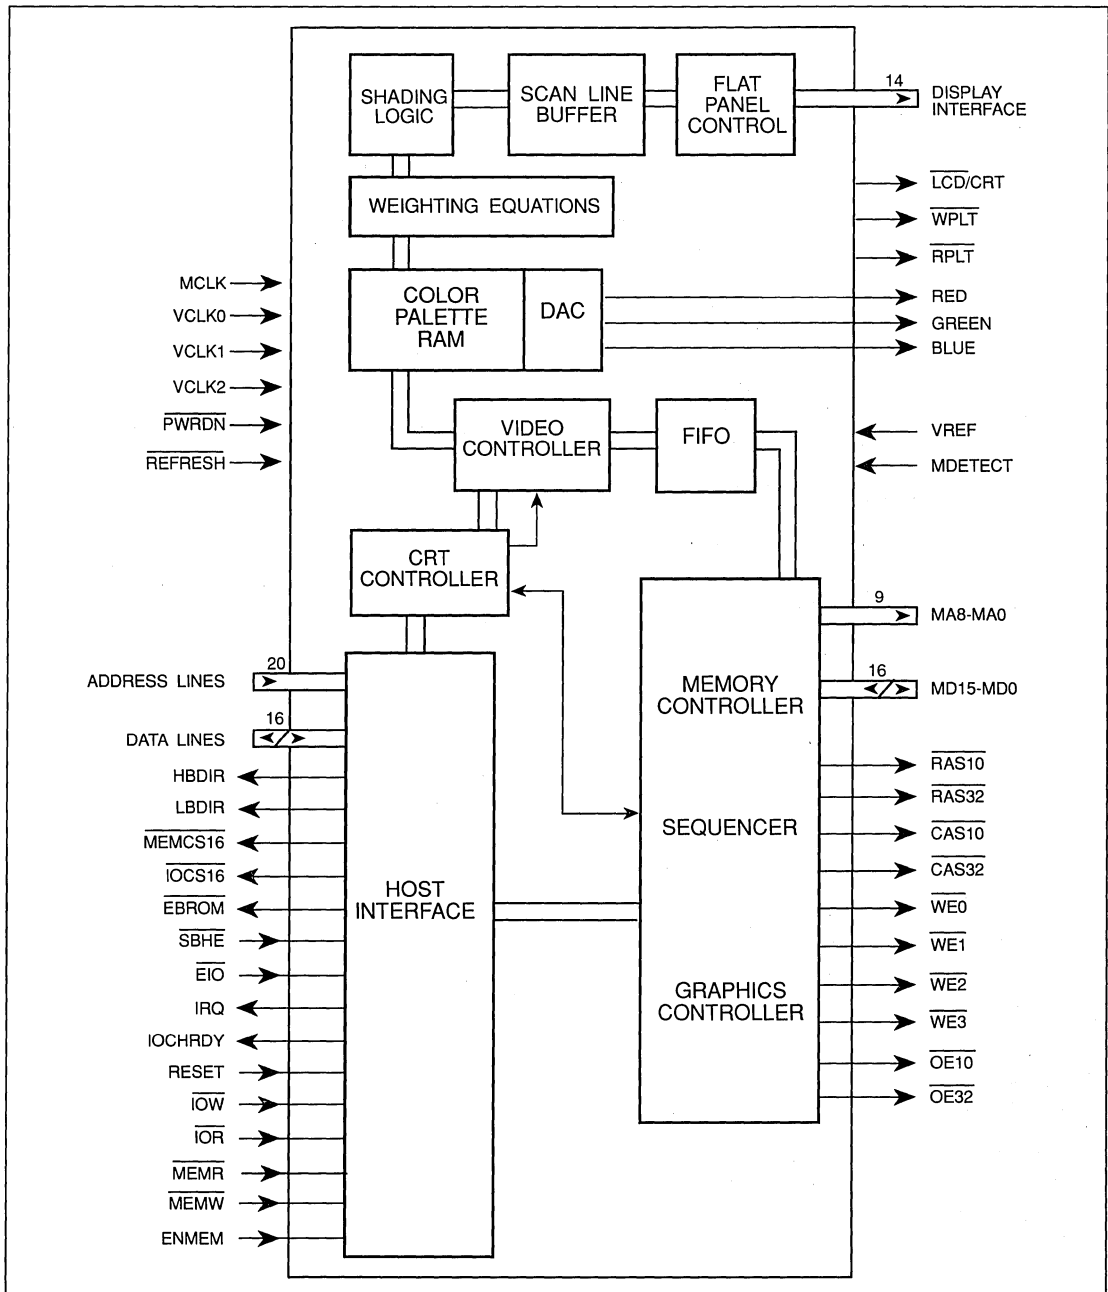 SHADING
LOGIC
SCAN LINE
BUFFER
FLAT
PANEL
CONTROL
14
DISPLAY
INTERFACE
WEIGHTING EQUATIONS
LCD/CRT
WPLT
RPLT
MCLK
VCLK0
VCLK1
VCLK2
PWRDN
REFRESH
COLOR
PALETTE
RAM
DAC
RED
GREEN
BLUE
VIDEO
CONTROLLER
FIFO
VREF
MDETECT
CRT
CONTROLLER
9
MA8-MA0
20
ADDRESS LINES
16
DATA LINES
HBDIR
LBDIR
MEMCS16
IOCS16
EBROM
SBHE
EIO
IRQ
IOCHRDY
RESET
IOW
IOR
MEMR
MEMW
ENMEM
HOST
INTERFACE
MEMORY
CONTROLLER
SEQUENCER
GRAPHICS
CONTROLLER
16
MD15-MD0
RAS10
RAS32
CAS10
CAS32
WE0
WE1
WE2
WE3
OE10
OE32